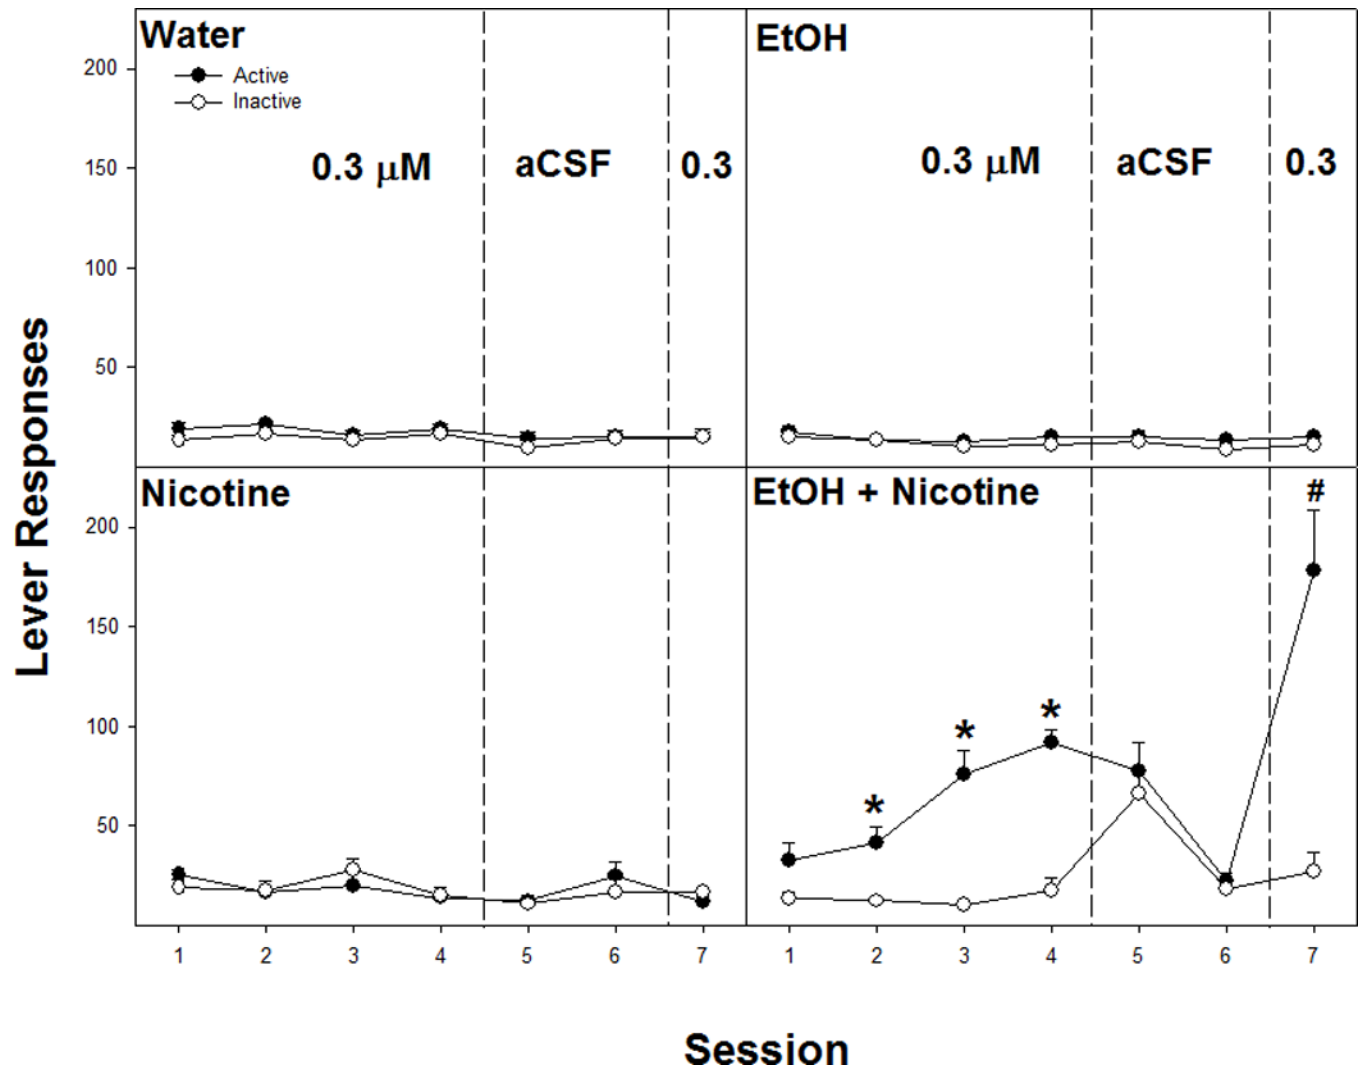 Water
EtOH
Active
Inactive
200
150
100
50
0.3 μM
aCSF
0.3
0.3 μM
aCSF
0.3
Nicotine
EtOH + Nicotine
200
150
100
50
*
*
*
#
1 2 3 4 5 6 7
1 2 3 4 5 6 7
Lever Responses
Session